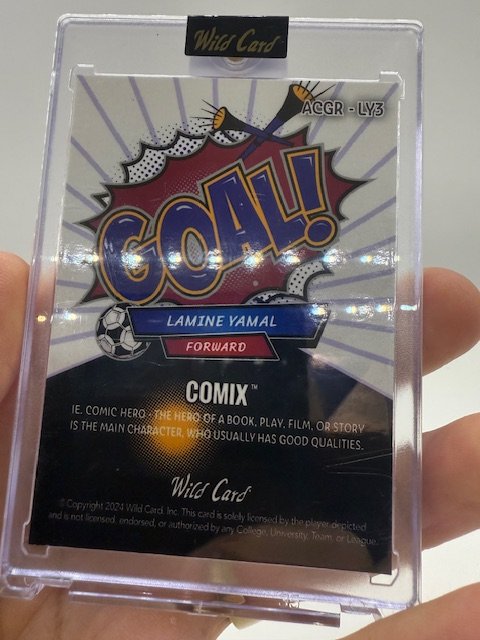 Wild Card
ACGR - LY3
GOAL!
LAMINE YAMAL
FORWARD
COMIX™
IE. COMIC HERO - THE HERO OF A BOOK, PLAY, FILM, OR STORY
IS THE MAIN CHARACTER, WHO USUALLY HAS GOOD QUALITIES.
Wild Card
©Copyright 2024 Wild Card, Inc. This card is solely licensed by the player depicted
and is not licensed, endorsed, or authorized by any College, University, Team, or League.